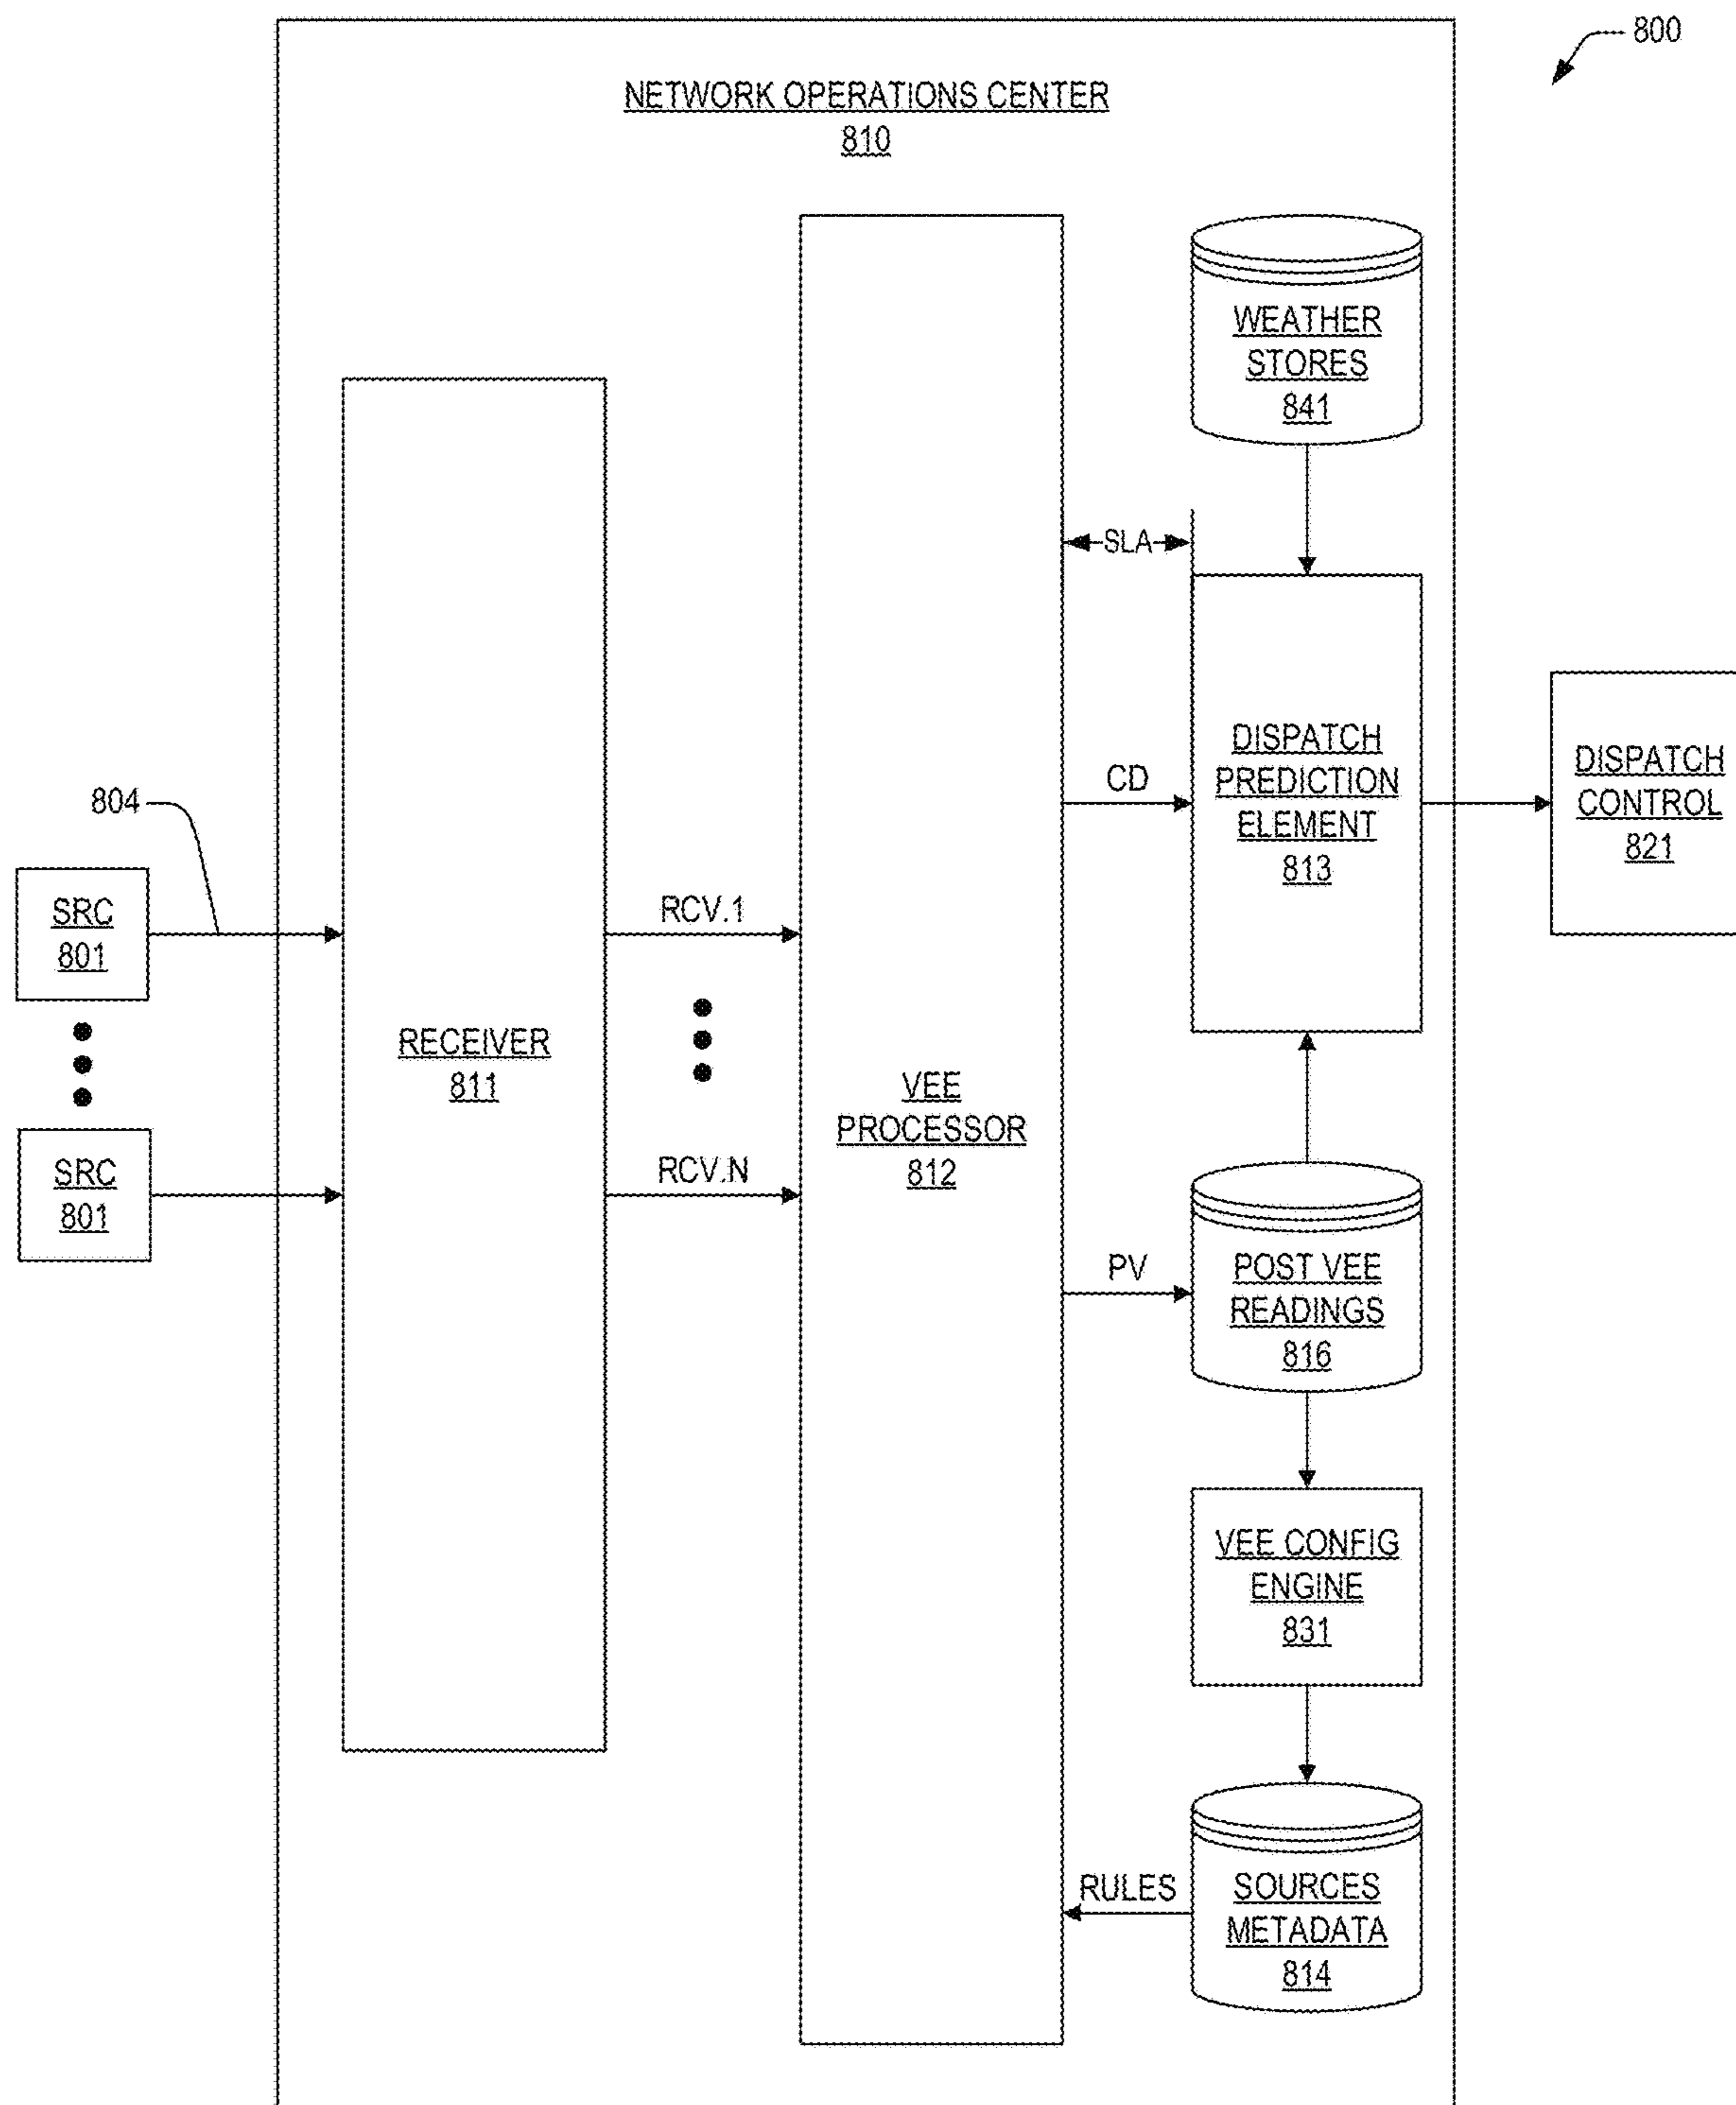 800
NETWORK OPERATIONS CENTER
810
WEATHER
STORES
841
SLA
DISPATCH
PREDICTION
ELEMENT
813
CD
DISPATCH
CONTROL
821
804
SRC
801
RCV.1
RECEIVER
811
VEE
PROCESSOR
812
SRC
801
RCV.N
PV
POST VEE
READINGS
816
VEE CONFIG
ENGINE
831
RULES
SOURCES
METADATA
814